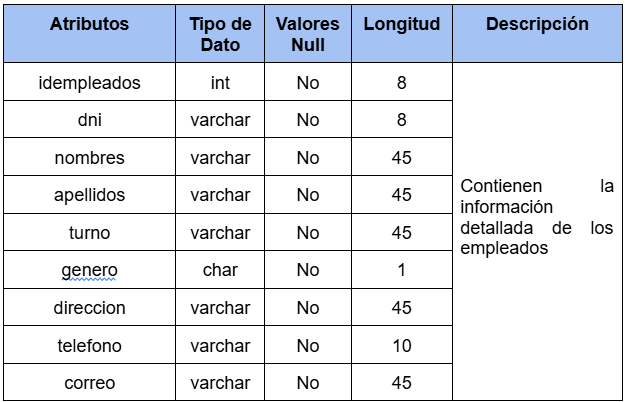 Atributos Tipo de Dato Valores Null Longitud Descripción
idempleados int No 8
dni varchar No 8
nombres varchar No 45
apellidos varchar No 45
turno varchar No 45
genero char No 1
direccion varchar No 45
telefono varchar No 10
correo varchar No 45
Contienen la
información
detallada de los
empleados